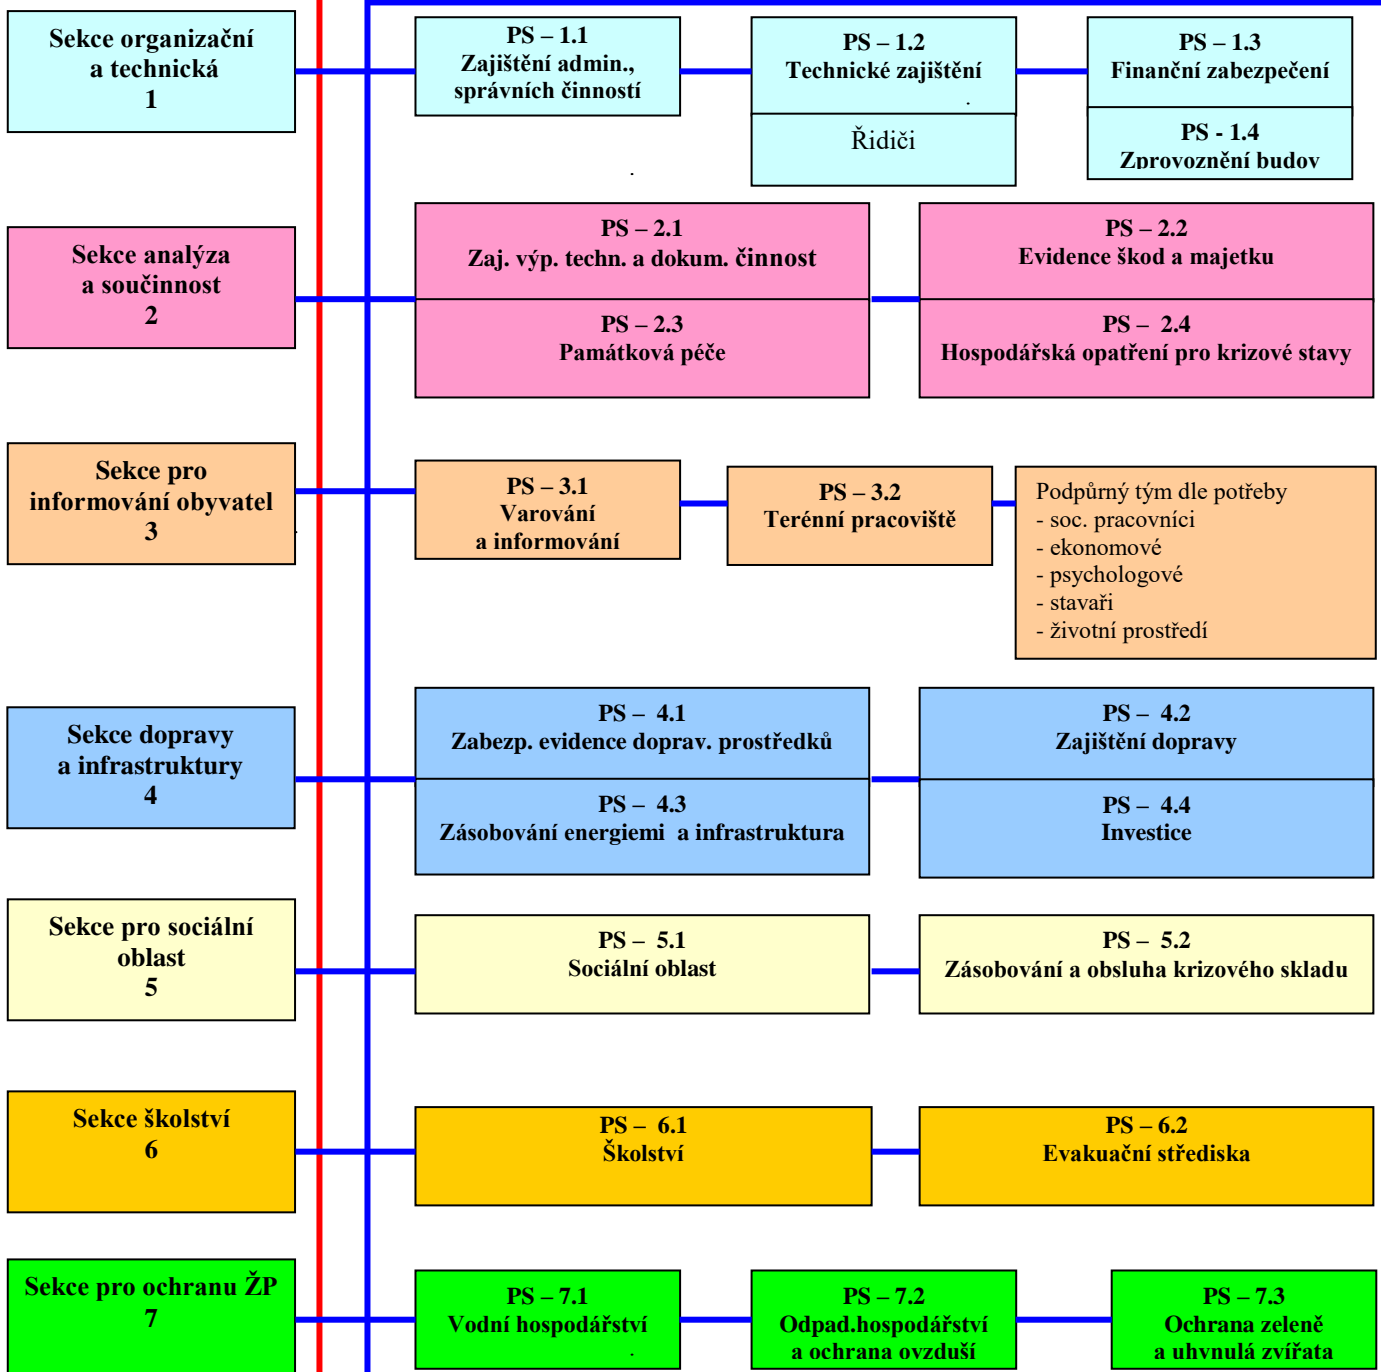 Sekce organizační
a technická
1
PS – 1.1
Zajištění admin.,
správních činností
PS – 1.2
Technické zajištění
.
Řidiči
PS – 1.3
Finanční zabezpečení
PS - 1.4
Zprovoznění budov
.
Sekce analýza
a součinnost
2
PS – 2.1
Zaj. výp. techn. a dokum. činnost
PS – 2.2
Evidence škod a majetku
PS – 2.3
Památková péče
PS –  2.4
Hospodářská opatření pro krizové stavy
Sekce pro
informování obyvatel
3
.
PS – 3.1
Varování
a informování
PS – 3.2
Terénní pracoviště
Podpůrný tým dle potřeby
- soc. pracovníci
- ekonomové
- psychologové
- stavaři
- životní prostředí
Sekce dopravy
a infrastruktury
4
PS –  4.1
Zabezp. evidence doprav. prostředků
PS –  4.2
Zajištění dopravy
PS –  4.3
Zásobování energiemi  a infrastruktura
PS –  4.4
Investice
Sekce pro sociální
oblast
5
PS –  5.1
Sociální oblast
PS –  5.2
Zásobování a obsluha krizového skladu
Sekce školství
6
PS –  6.1
Školství
PS – 6.2
Evakuační střediska
Sekce pro ochranu ŽP
7
PS – 7.1
Vodní hospodářství
.
PS – 7.2
Odpad.hospodářství
a ochrana ovzduší
PS – 7.3
Ochrana zeleně
a uhynulá zvířata